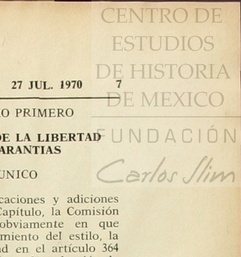 CENTRO DE
ESTUDIOS
DE HISTORIA
DE MEXICO
FUNDACIÓN
Carlos Slim
27 JUL. 1970 7
IO PRIMERO
DE LA LIBERTAD
ARANTIAS
UNICO
caciones y adiciones
Capítulo, la Comisión
obviamente en que
miento del estilo, la
ad en el artículo 364